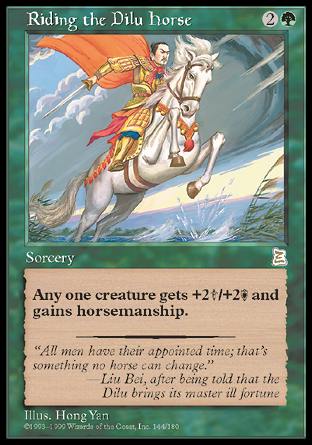 Riding the Dilu Horse 2
Sorcery
Any one creature gets +2/+2 and
gains horsemanship.
"All men have their appointed time; that's
something no horse can change."
—Liu Bei, after being told that the
Dilu brings its master ill fortune
Illus. Hong Yan
©1993-1999 Wizards of the Coast, Inc. 144/180